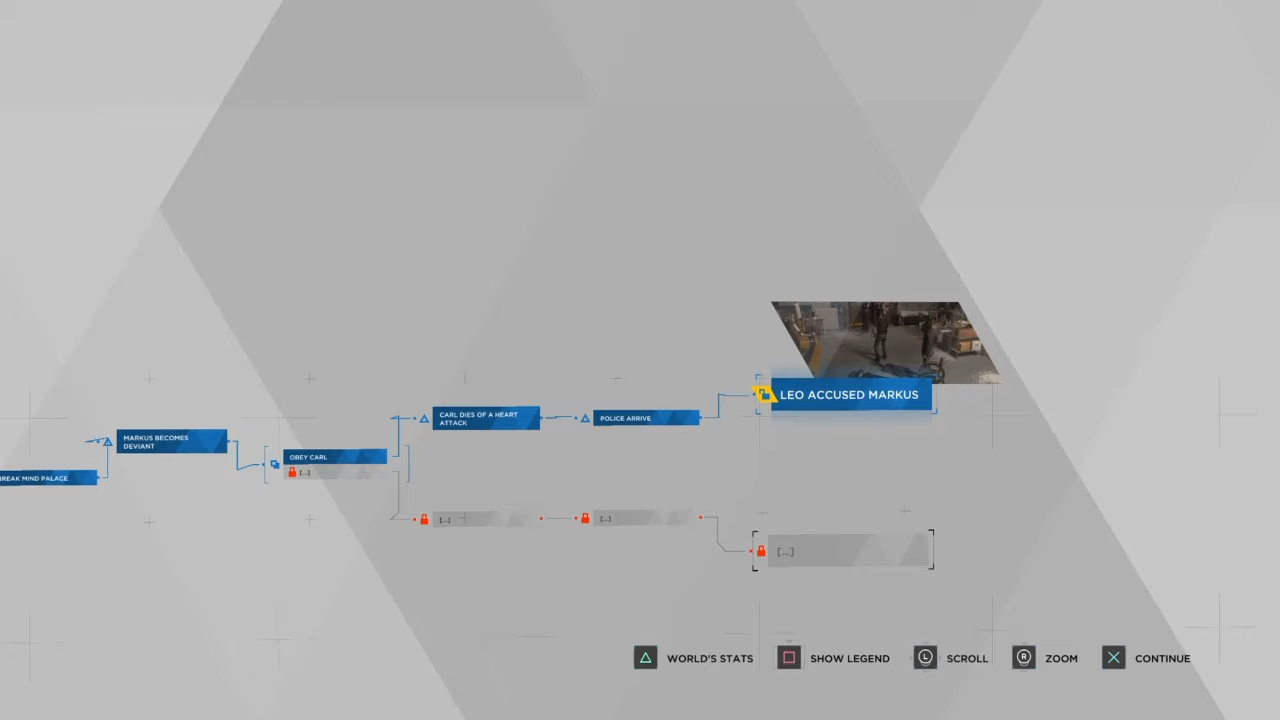 LEO ACCUSED MARKUS
CARL DIES OF A HEART
ATTACK
POLICE ARRIVE
MARKUS BECOMES
DEVIANT
OBEY CARL
[...]
BREAK MIND PALACE
[...]
[...]
[...]
WORLD'S STATS
SHOW LEGEND
L
SCROLL
R
ZOOM
CONTINUE